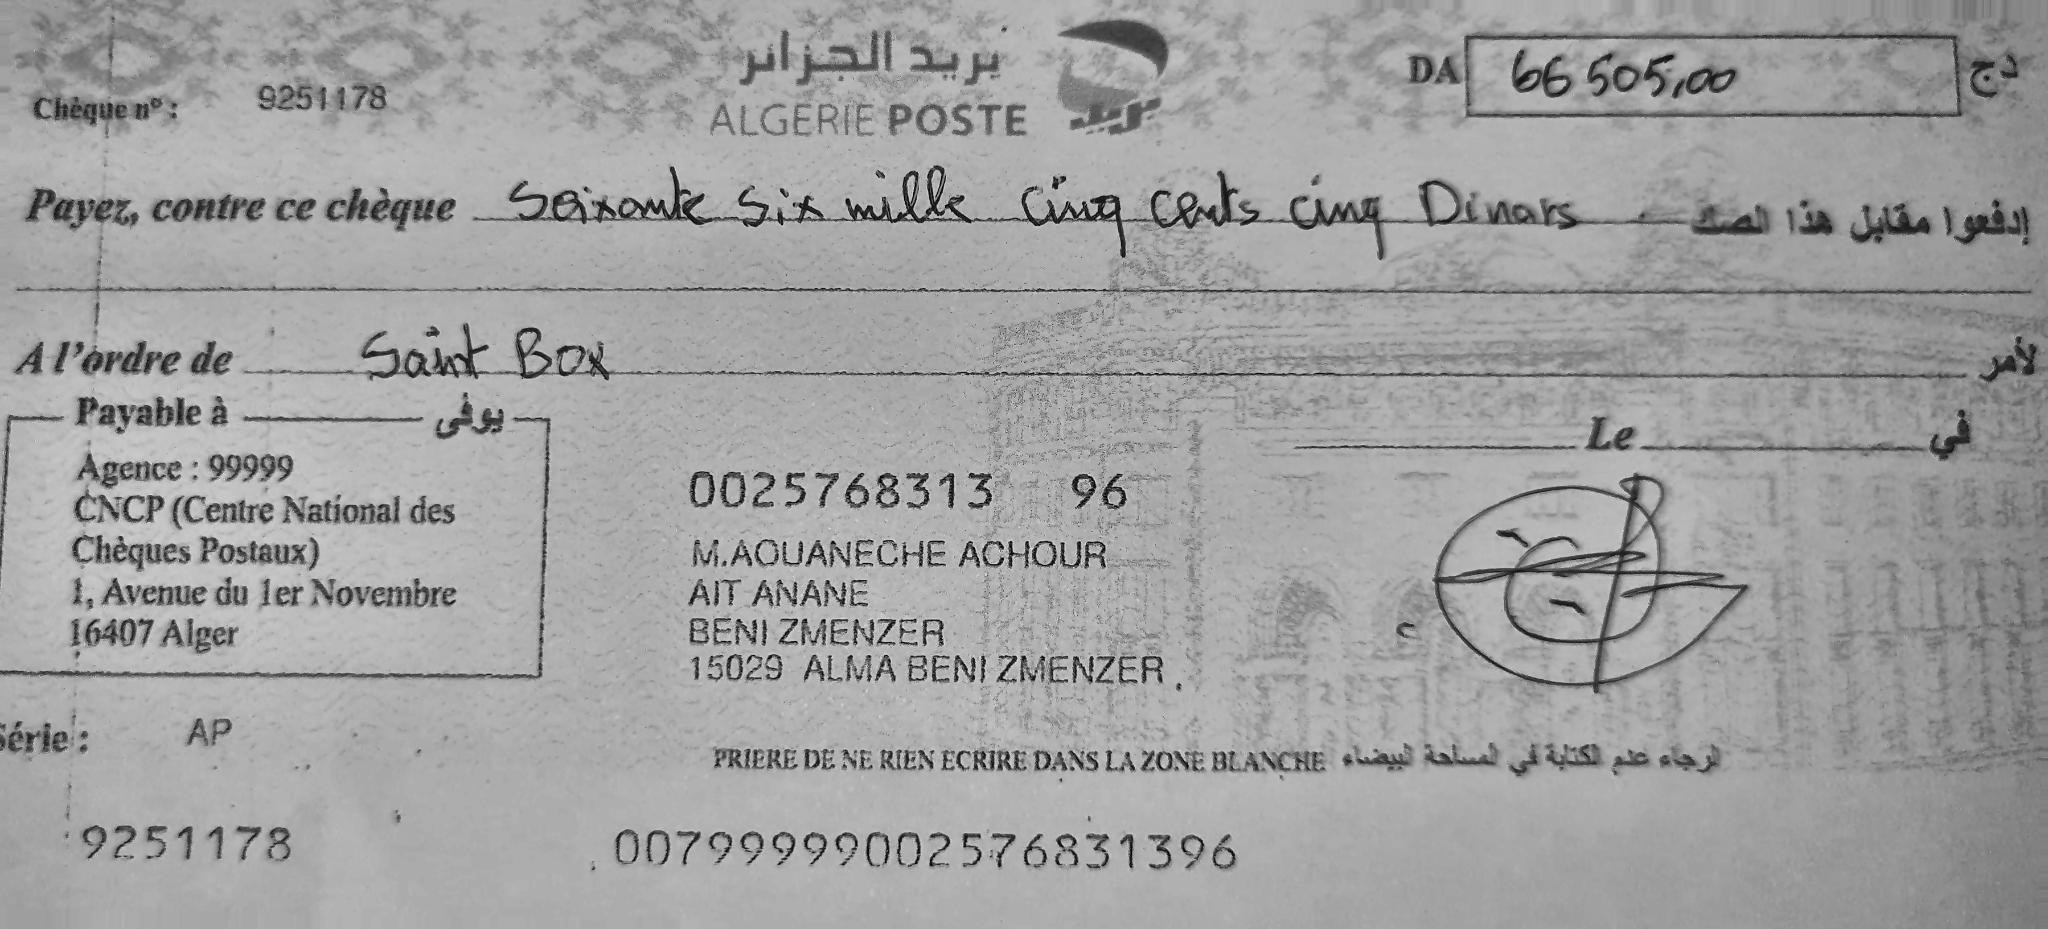 بريد الجزائر
ALGERIE POSTE
بريد
Chèque n° : 9251178
DA 66 505,00 دج
Payez, contre ce chèque Soixante six mille cinq cents cinq Dinars إدفعوا مقابل هذا الصك
A l'ordre de Saint Box لأمر
Payable à يوفى
Agence : 99999
CNCP (Centre National des
Chèques Postaux)
1, Avenue du 1er Novembre
16407 Alger
0025768313 96
M.AOUANECHE ACHOUR
AIT ANANE
BENI ZMENZER
15029 ALMA BENI ZMENZER
Le في
Série : AP
PRIERE DE NE RIEN ECRIRE DANS LA ZONE BLANCHE الرجاء عدم الكتابة في المساحة البيضاء
9251178 00799999002576831396